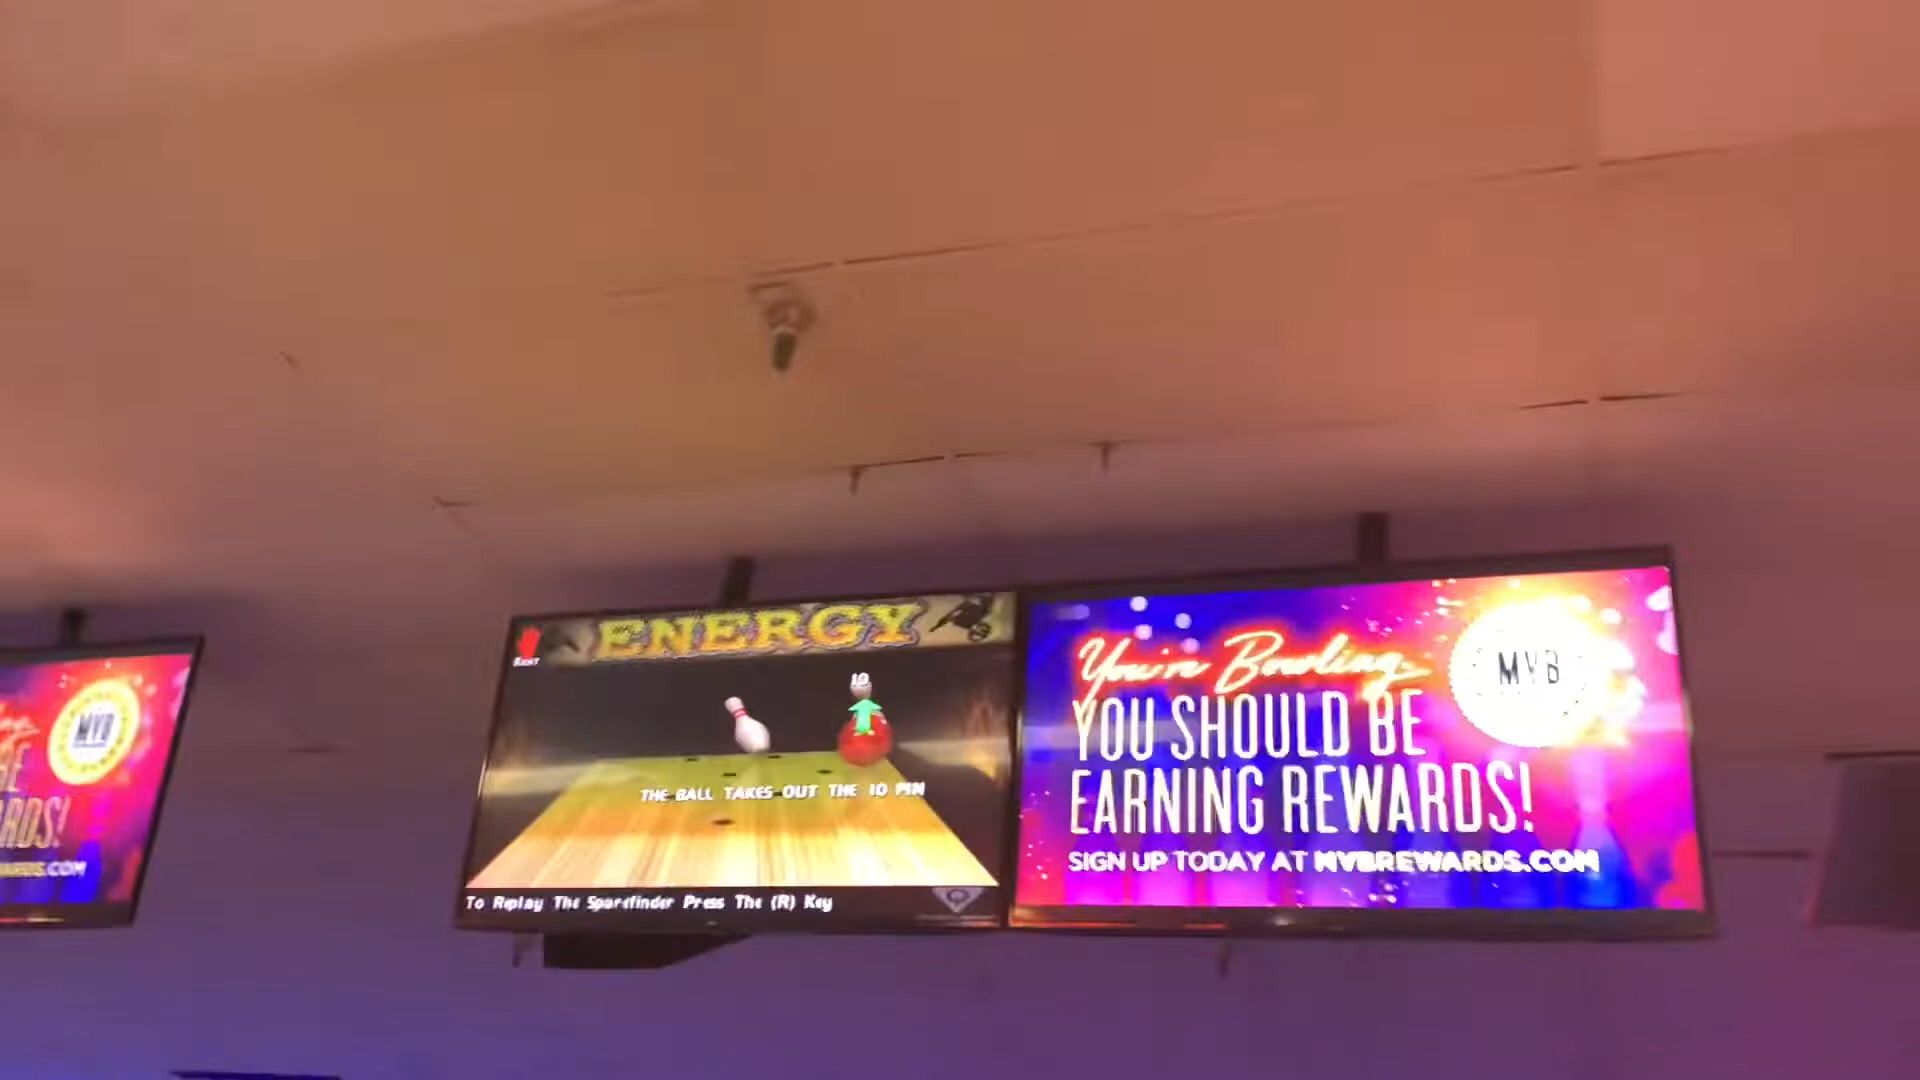 MVB
RDS!
ENERGY
10
THE BALL TAKES OUT THE 10 PIN
To Replay The Sparefinder Press The (R) Key
You're Bowling,
MVB
YOU SHOULD BE
EARNING REWARDS!
SIGN UP TODAY AT MVBREWARDS.COM